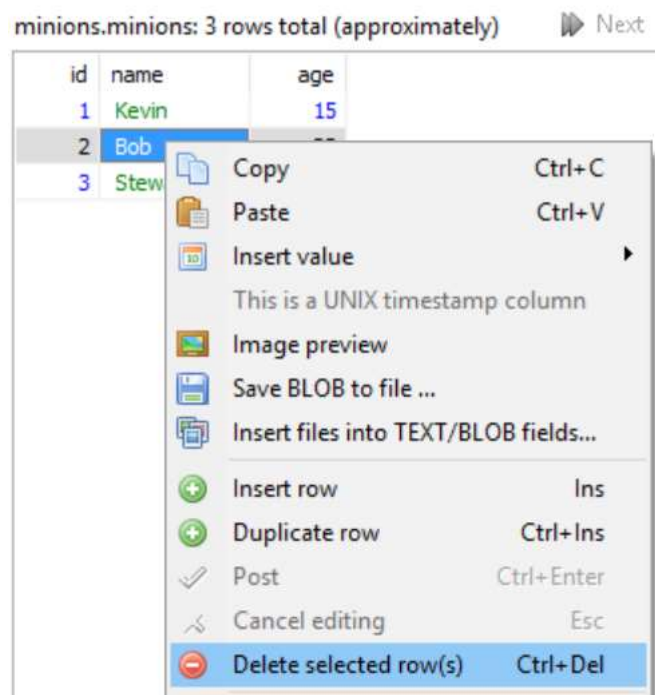 minions.minions: 3 rows total (approximately) Next
id name age
1 Kevin 15
2 Bob
3 Stew
Copy Ctrl+C
Paste Ctrl+V
Insert value
This is a UNIX timestamp column
Image preview
Save BLOB to file ...
Insert files into TEXT/BLOB fields...
Insert row Ins
Duplicate row Ctrl+Ins
Post Ctrl+Enter
Cancel editing Esc
Delete selected row(s) Ctrl+Del